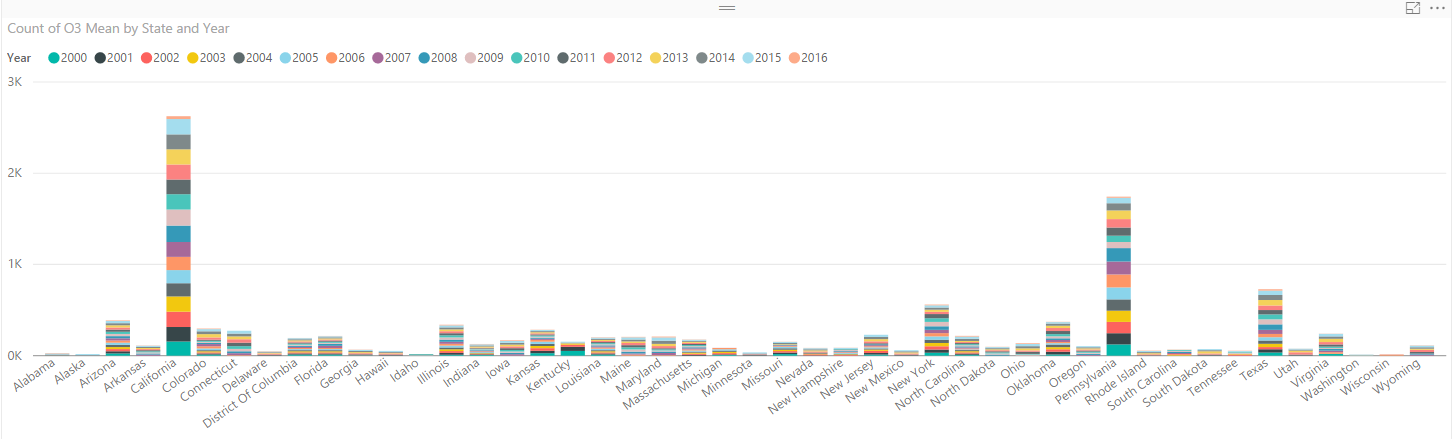 Count of O3 Mean by State and Year
Year 2000 2001 2002 2003 2004 2005 2006 2007 2008 2009 2010 2011 2012 2013 2014 2015 2016
3K
2K
1K
0K
Alabama
Alaska
Arizona
Arkansas
California
Colorado
Connecticut
Delaware
District Of Columbia
Florida
Georgia
Hawaii
Idaho
Illinois
Indiana
Iowa
Kansas
Kentucky
Louisiana
Maine
Maryland
Massachusetts
Michigan
Minnesota
Missouri
Nevada
New Hampshire
New Jersey
New Mexico
New York
North Carolina
North Dakota
Ohio
Oklahoma
Oregon
Pennsylvania
Rhode Island
South Carolina
South Dakota
Tennessee
Texas
Utah
Virginia
Washington
Wisconsin
Wyoming